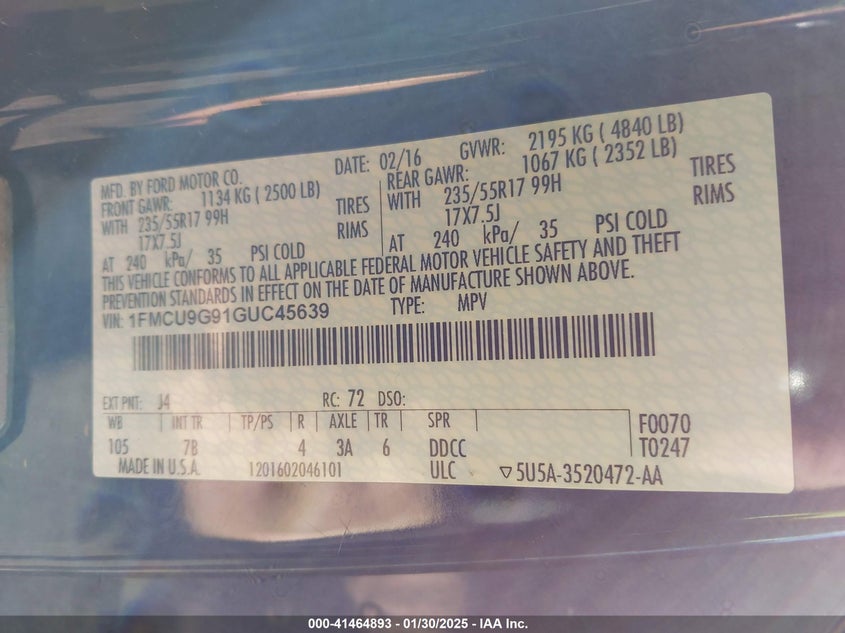 MFD. BY FORD MOTOR CO.
DATE: 02/16
GVWR: 2195 KG ( 4840 LB)
FRONT GAWR: 1134 KG ( 2500 LB)
REAR GAWR: 1067 KG ( 2352 LB)
WITH 235/55R17 99H TIRES
WITH 235/55R17 99H TIRES
17X7.5J RIMS
17X7.5J RIMS
AT 240 kPa/ 35 PSI COLD
AT 240 kPa/ 35 PSI COLD
THIS VEHICLE CONFORMS TO ALL APPLICABLE FEDERAL MOTOR VEHICLE SAFETY AND THEFT
PREVENTION STANDARDS IN EFFECT ON THE DATE OF MANUFACTURE SHOWN ABOVE.
VIN: 1FMCU9G91GUC45639
TYPE: MPV
EXT PNT: J4 RC: 72 DSO:
WB INT TR TP/PS R AXLE TR SPR F0070
105 7B 4 3A 6 DDCC T0247
MADE IN U.S.A. 1201602046101 ULC ▽5U5A-3520472-AA
000-41464893 - 01/30/2025 - IAA Inc.